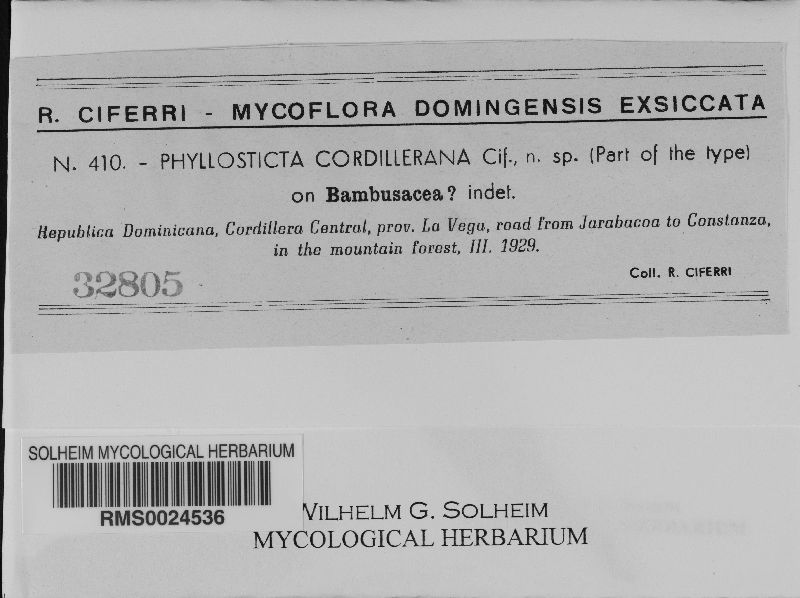 R. CIFERRI - MYCOFLORA DOMINGENSIS EXSICCATA
N. 410. - PHYLLOSTICTA CORDILLERANA Cif., n. sp. (Part of the type)
on Bambusacea? indet.
Republica Dominicana, Cordillera Central, prov. La Vega, road from Jarabacoa to Constanza,
in the mountain forest, III. 1929.
Coll. R. CIFERRI
32805
SOLHEIM MYCOLOGICAL HERBARIUM
RMS0024536
WILHELM G. SOLHEIM
MYCOLOGICAL HERBARIUM